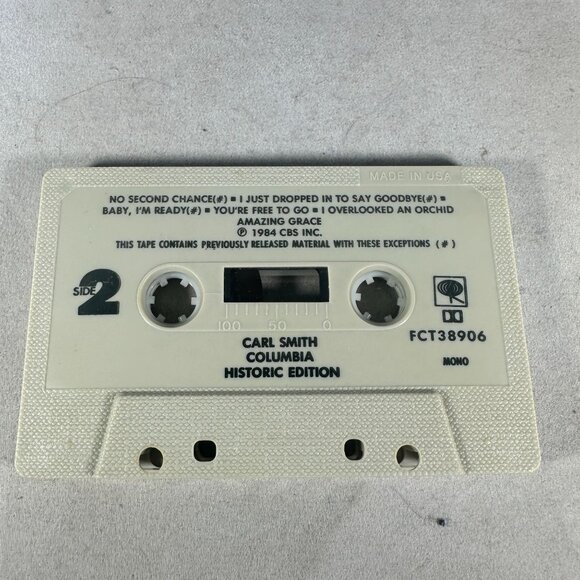 MADE IN USA
NO SECOND CHANCE(#) ▪ I JUST DROPPED IN TO SAY GOODBYE(#) ▪
BABY, I'M READY(#) ▪ YOU'RE FREE TO GO ▪ I OVERLOOKED AN ORCHID
AMAZING GRACE
℗ 1984 CBS INC.
THIS TAPE CONTAINS PREVIOUSLY RELEASED MATERIAL WITH THESE EXCEPTIONS (#)
SIDE 2
100 50 0
CARL SMITH
COLUMBIA
HISTORIC EDITION
FCT38906
MONO